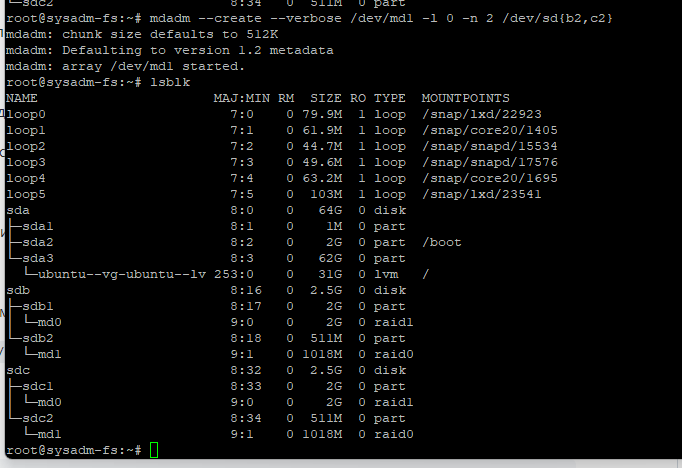 └─sdc2                      8:34   0  511M  0 part
root@sysadm-fs:~# mdadm --create --verbose /dev/md1 -l 0 -n 2 /dev/sd{b2,c2}
mdadm: chunk size defaults to 512K
mdadm: Defaulting to version 1.2 metadata
mdadm: array /dev/md1 started.
root@sysadm-fs:~# lsblk
NAME                      MAJ:MIN RM  SIZE RO TYPE  MOUNTPOINTS
loop0                       7:0    0 79.9M  1 loop  /snap/lxd/22923
loop1                       7:1    0 61.9M  1 loop  /snap/core20/1405
loop2                       7:2    0 44.7M  1 loop  /snap/snapd/15534
loop3                       7:3    0 49.6M  1 loop  /snap/snapd/17576
loop4                       7:4    0 63.2M  1 loop  /snap/core20/1695
loop5                       7:5    0  103M  1 loop  /snap/lxd/23541
sda                         8:0    0   64G  0 disk
├─sda1                      8:1    0    1M  0 part
├─sda2                      8:2    0    2G  0 part  /boot
└─sda3                      8:3    0   62G  0 part
  └─ubuntu--vg-ubuntu--lv 253:0    0   31G  0 lvm   /
sdb                         8:16   0  2.5G  0 disk
├─sdb1                      8:17   0    2G  0 part
│ └─md0                     9:0    0    2G  0 raid1
└─sdb2                      8:18   0  511M  0 part
  └─md1                     9:1    0 1018M  0 raid0
sdc                         8:32   0  2.5G  0 disk
├─sdc1                      8:33   0    2G  0 part
│ └─md0                     9:0    0    2G  0 raid1
└─sdc2                      8:34   0  511M  0 part
  └─md1                     9:1    0 1018M  0 raid0
root@sysadm-fs:~#